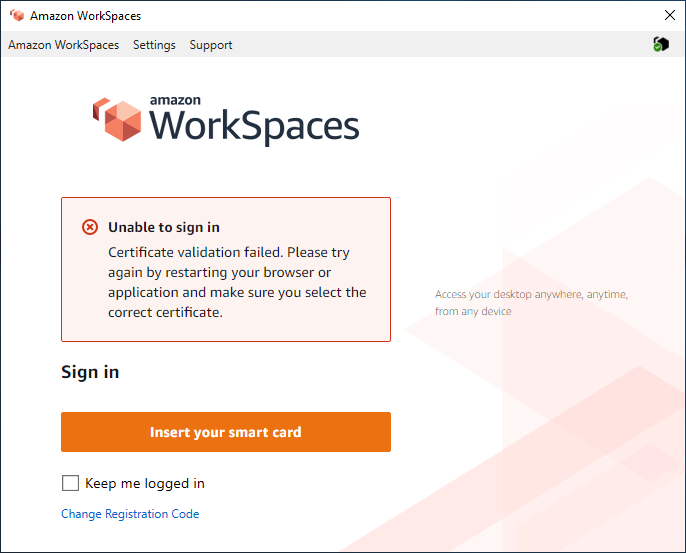 Amazon WorkSpaces
Amazon WorkSpaces Settings Support
amazon
WorkSpaces
Unable to sign in
Certificate validation failed. Please try
again by restarting your browser or
application and make sure you select the
correct certificate.
Access your desktop anywhere, anytime,
from any device
Sign in
Insert your smart card
Keep me logged in
Change Registration Code